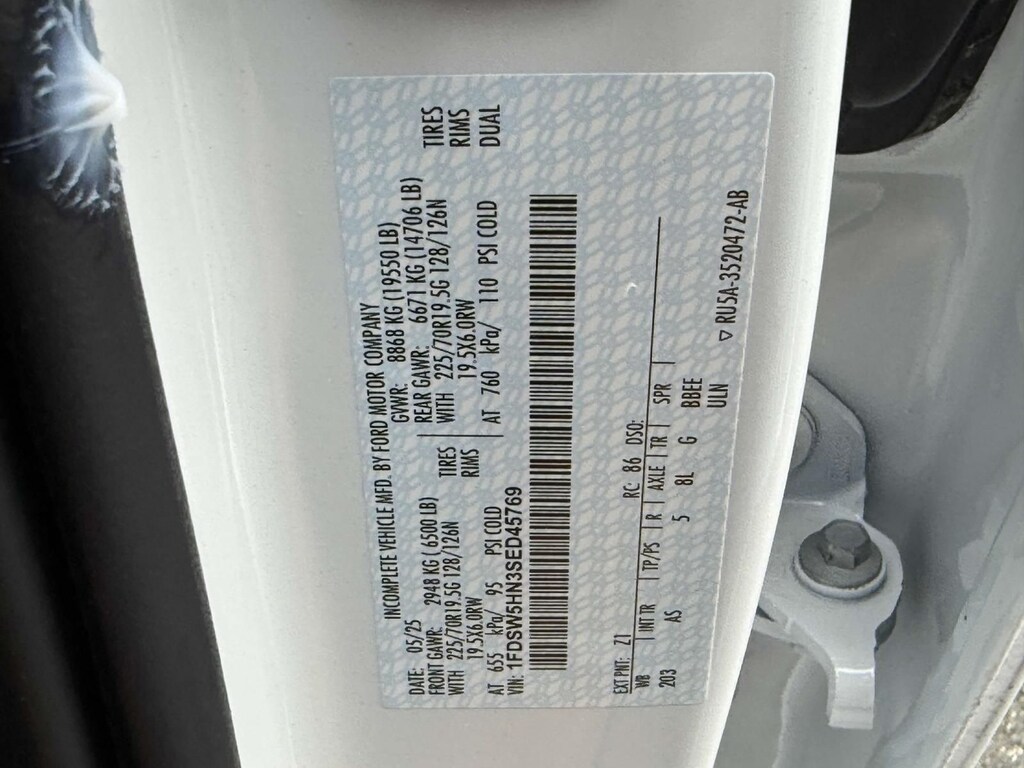 INCOMPLETE VEHICLE MFD. BY FORD MOTOR COMPANY
DATE: 05/25 GVWR: 8868 KG (19550 LB)
FRONT GAWR: 2948 KG (6500 LB) REAR GAWR: 6671 KG (14706 LB)
WITH 225/70R19.5G 128/126N TIRES WITH 225/70R19.5G 128/126N TIRES
19.5X6.0RW RIMS 19.5X6.0RW RIMS
AT 655 kPa/ 95 PSI COLD AT 760 kPa/ 110 PSI COLD DUAL
VIN: 1FDSW5HN3SED45769
EXT PNT: Z1 RC: 86 DSO:
WB INT TR TP/PS R AXLE TR SPR
203 AS 5 8L G BBEE
ULN
▽ RU5A-3520472-AB